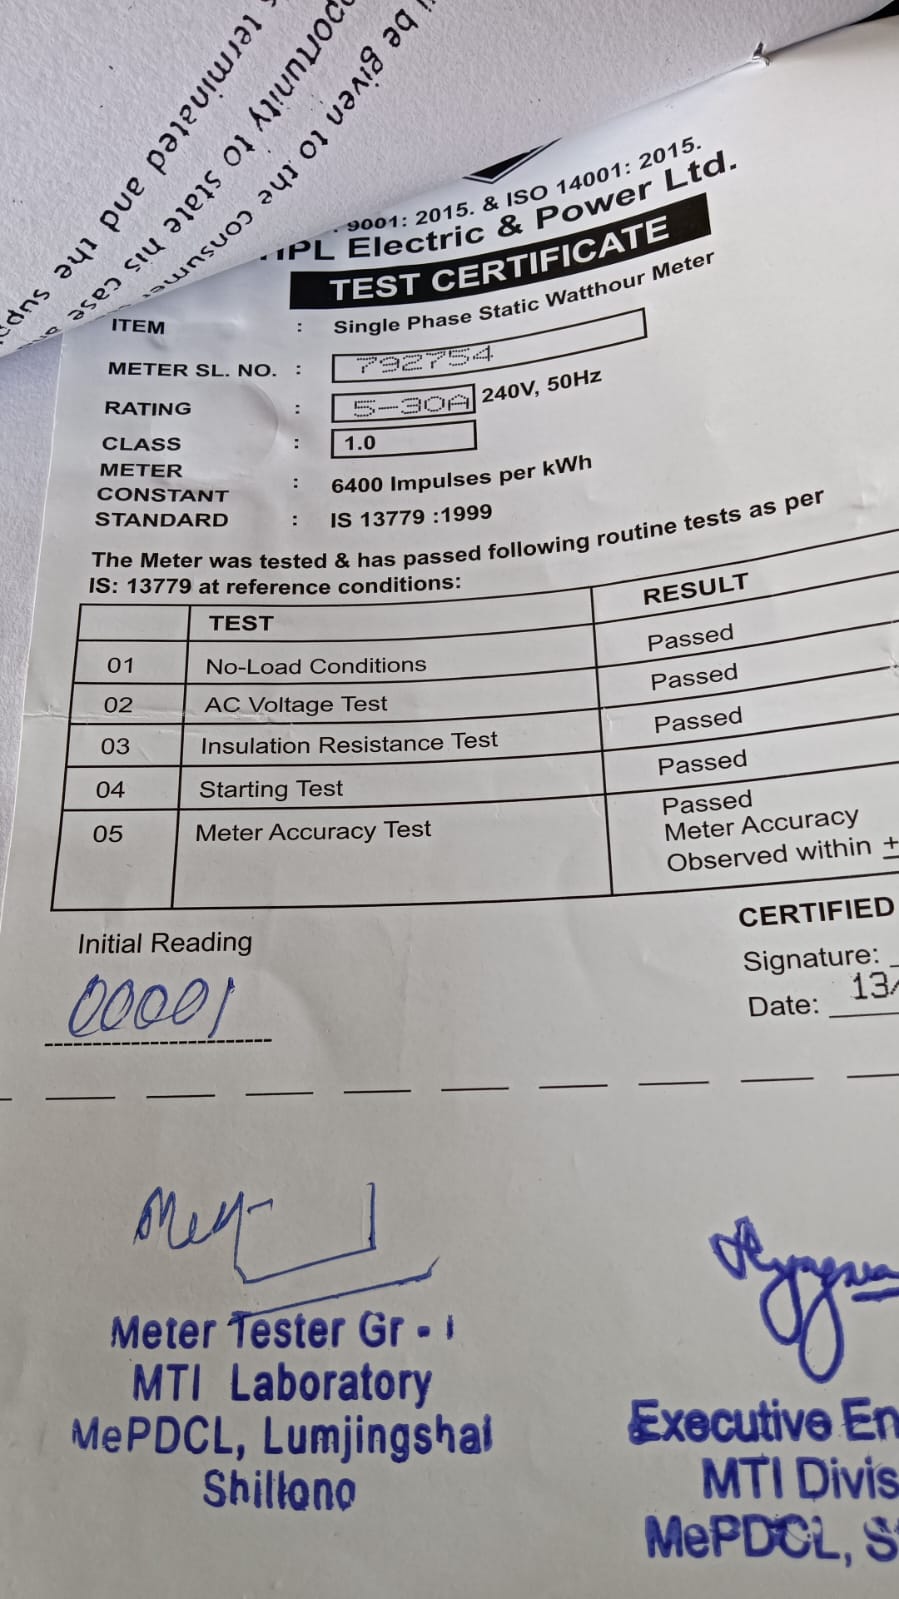 terminated and the supp
portunity to state his case
be given to the consumer
9001: 2015. & ISO 14001: 2015.
Electric & Power Ltd.
TEST CERTIFICATE
ITEM : Single Phase Static Watthour Meter
METER SL. NO. : 792754
RATING : 5-30A 240V, 50Hz
CLASS : 1.0
METER
CONSTANT : 6400 Impulses per kWh
STANDARD : IS 13779 :1999
The Meter was tested & has passed following routine tests as per
IS: 13779 at reference conditions:
TEST RESULT
01 No-Load Conditions Passed
02 AC Voltage Test Passed
03 Insulation Resistance Test Passed
04 Starting Test Passed
05 Meter Accuracy Test Passed
Meter Accuracy
Observed within ±
CERTIFIED
Initial Reading
00001
Signature:
Date: 13/
Meter Tester Gr - I
MTI Laboratory
MePDCL, Lumjingshai
Shillong
Executive En
MTI Divis
MePDCL, S